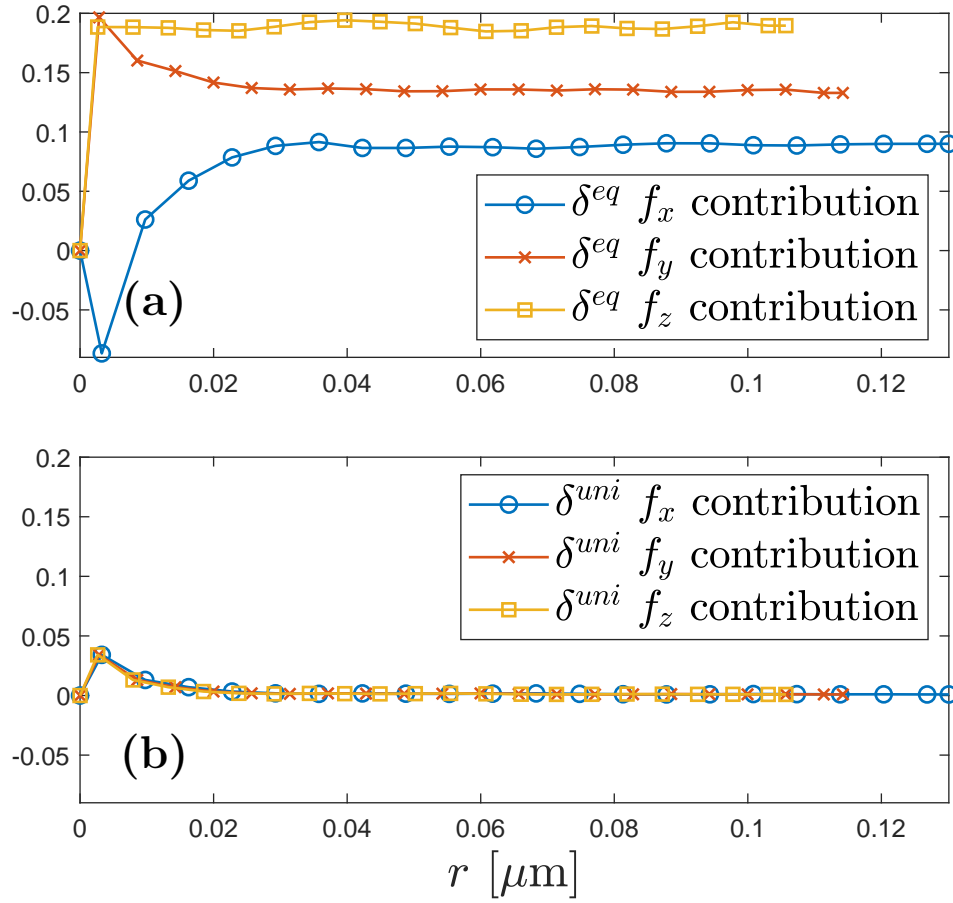 0.2
0.15
0.1
0.05
0
-0.05
(a)
δ^{eq} f_x contribution
δ^{eq} f_y contribution
δ^{eq} f_z contribution
0 0.02 0.04 0.06 0.08 0.1 0.12
0.2
0.15
0.1
0.05
0
-0.05
(b)
δ^{uni} f_x contribution
δ^{uni} f_y contribution
δ^{uni} f_z contribution
0 0.02 0.04 0.06 0.08 0.1 0.12
r [μm]